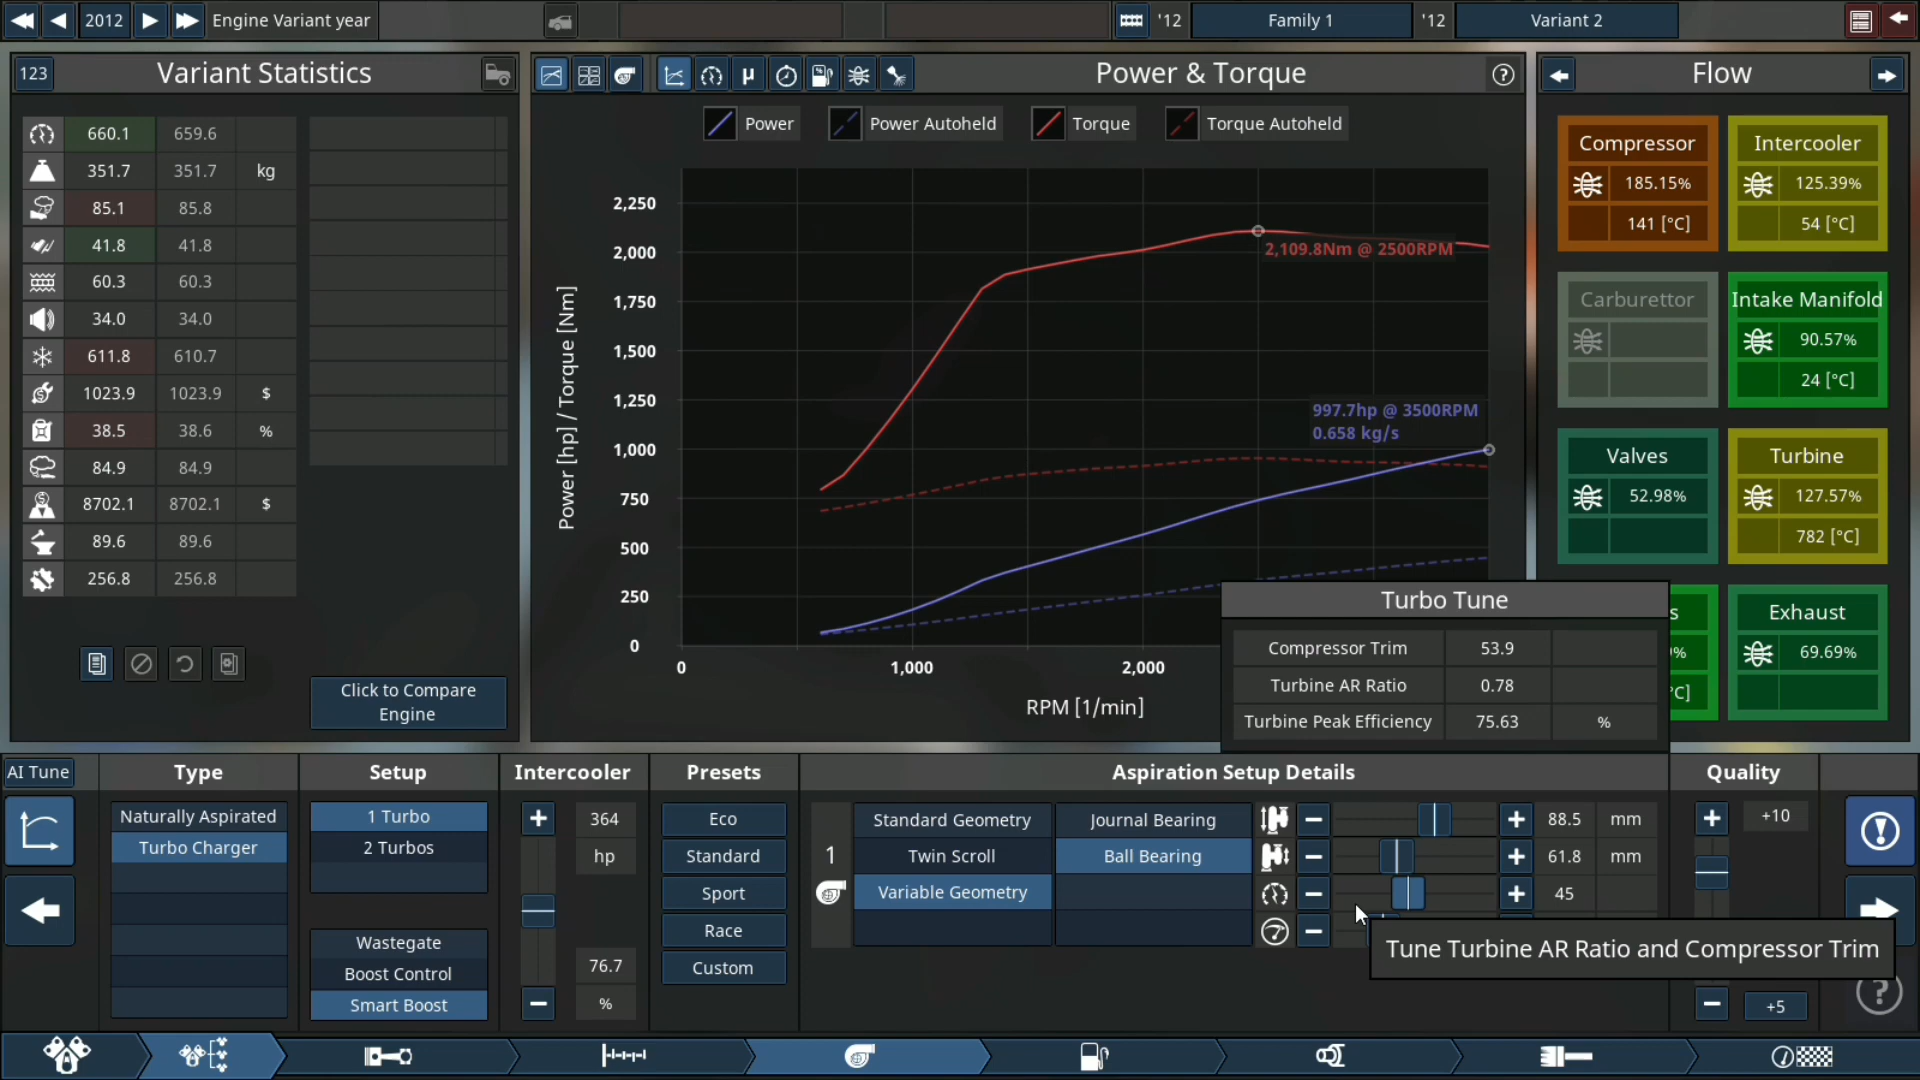 2012
Engine Variant year
'12
Family 1
'12
Variant 2
123
Variant Statistics
660.1 659.6
351.7 351.7 kg
85.1 85.8
41.8 41.8
60.3 60.3
34.0 34.0
611.8 610.7
1023.9 1023.9 $
38.5 38.6 %
84.9 84.9
8702.1 8702.1 $
89.6 89.6
256.8 256.8
Click to Compare
Engine
µ
Power & Torque
?
Power
Power Autoheld
Torque
Torque Autoheld
Power [hp] / Torque [Nm]
2,250
2,000
1,750
1,500
1,250
1,000
750
500
250
0
2,109.8Nm @ 2500RPM
997.7hp @ 3500RPM
0.658 kg/s
0 1,000 2,000
RPM [1/min]
Flow
Compressor
185.15%
141 [°C]
Intercooler
125.39%
54 [°C]
Carburettor
Intake Manifold
90.57%
24 [°C]
Valves
52.98%
Turbine
127.57%
782 [°C]
s
%
°C]
Exhaust
69.69%
Turbo Tune
Compressor Trim 53.9
Turbine AR Ratio 0.78
Turbine Peak Efficiency 75.63 %
AI Tune
Type
Naturally Aspirated
Turbo Charger
Setup
1 Turbo
2 Turbos
Wastegate
Boost Control
Smart Boost
Intercooler
364
hp
76.7
%
Presets
Eco
Standard
Sport
Race
Custom
Aspiration Setup Details
1
Standard Geometry
Twin Scroll
Variable Geometry
Journal Bearing
Ball Bearing
88.5 mm
61.8 mm
45
Tune Turbine AR Ratio and Compressor Trim
Quality
+10
+5
?